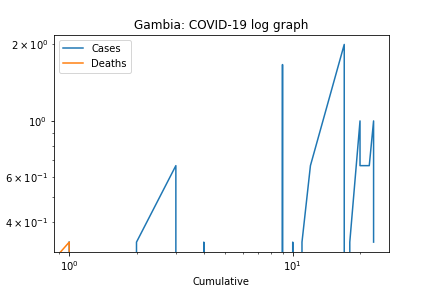 Gambia: COVID-19 log graph
Cases
Deaths
2 × 10⁰
10⁰
6 × 10⁻¹
4 × 10⁻¹
10⁰ 10¹
Cumulative